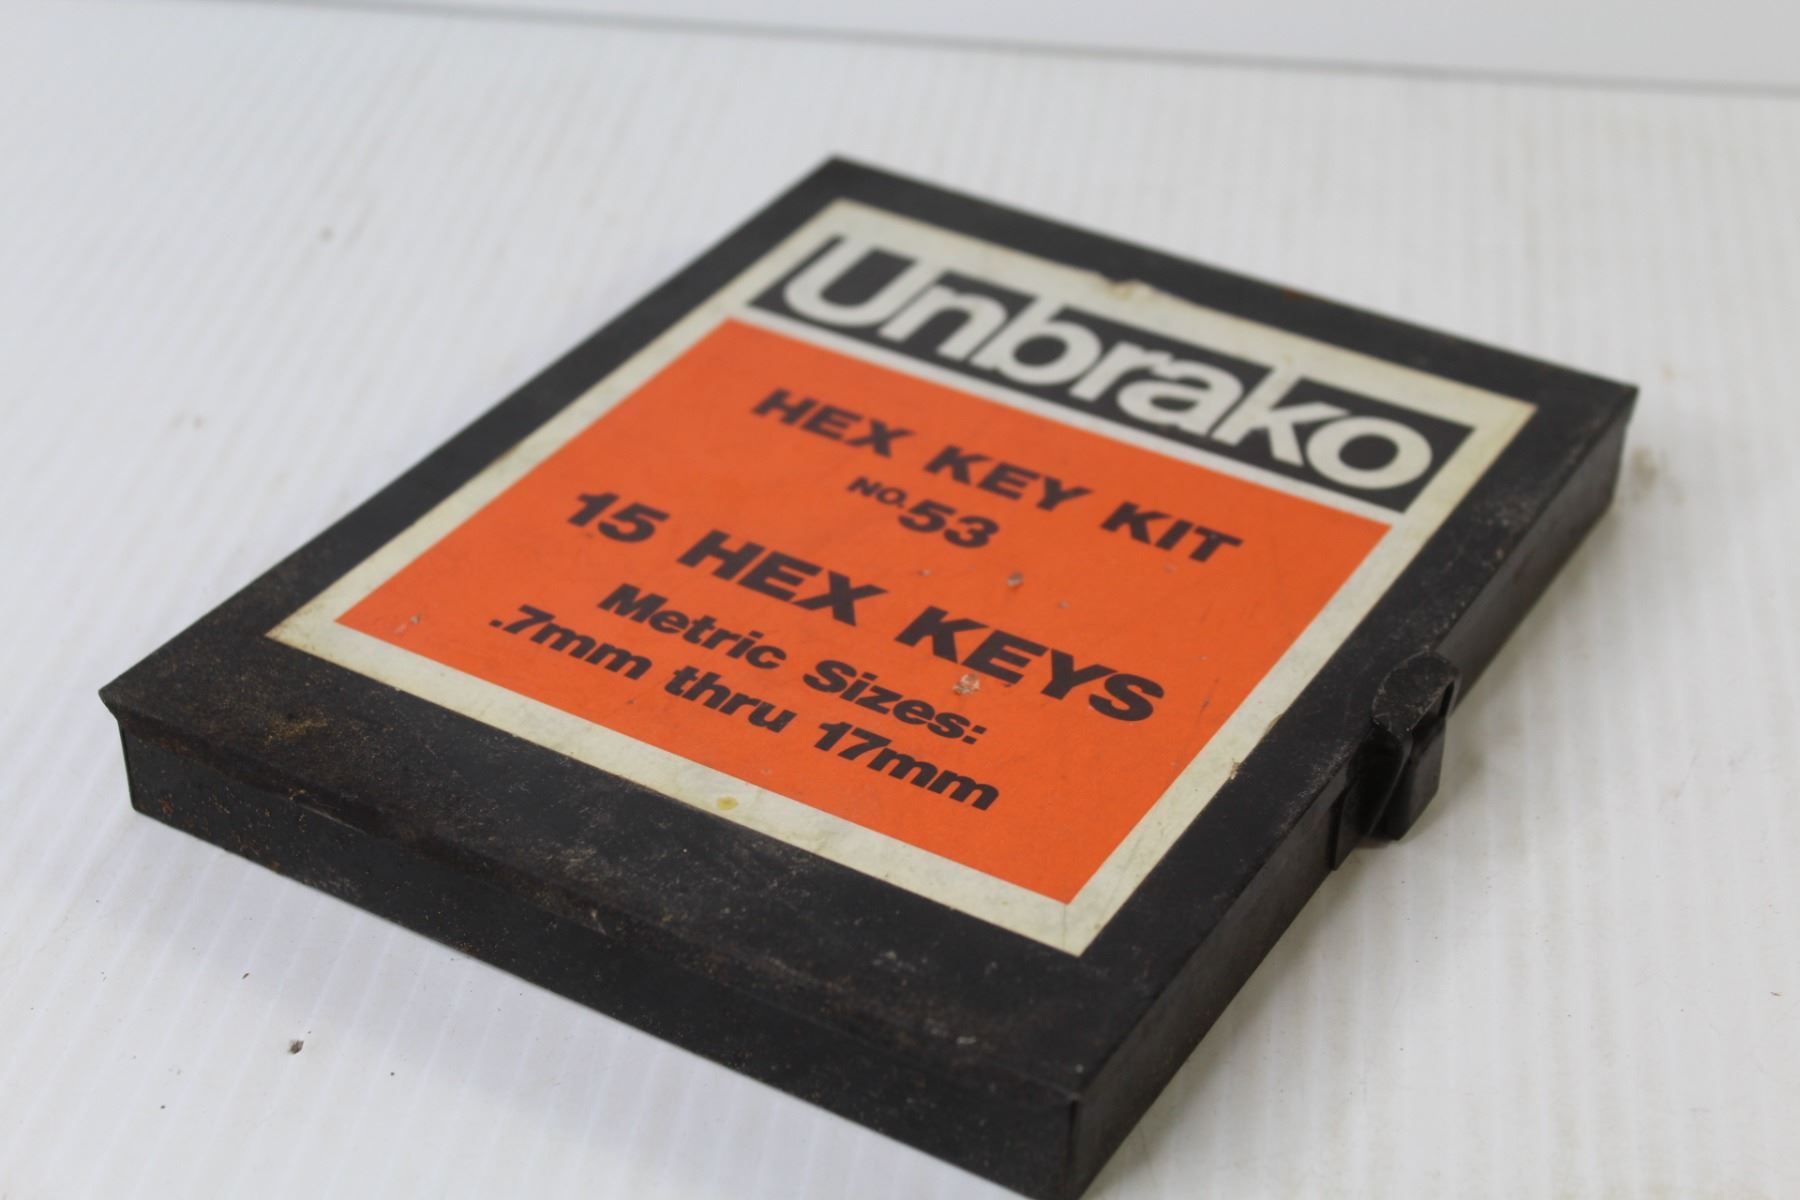 Unbrako
HEX KEY KIT
NO. 53
15 HEX KEYS
Metric Sizes:
.7mm thru 17mm